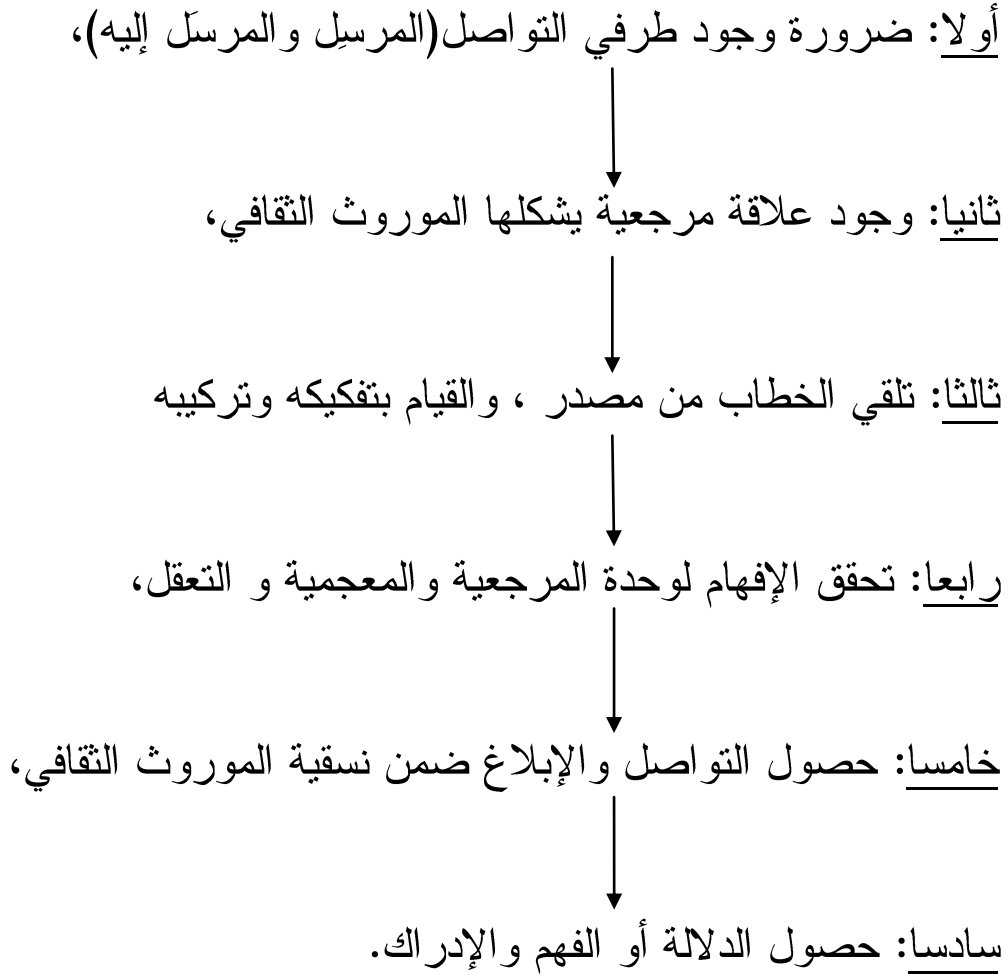 أولا: ضرورة وجود طرفي التواصل(المرسِل والمرسَل إليه)،
ثانيا: وجود علاقة مرجعية يشكلها الموروث الثقافي،
ثالثا: تلقي الخطاب من مصدر ، والقيام بتفكيكه وتركيبه
رابعا: تحقق الإفهام لوحدة المرجعية والمعجمية و التعقل،
خامسا: حصول التواصل والإبلاغ ضمن نسقية الموروث الثقافي،
سادسا: حصول الدلالة أو الفهم والإدراك.